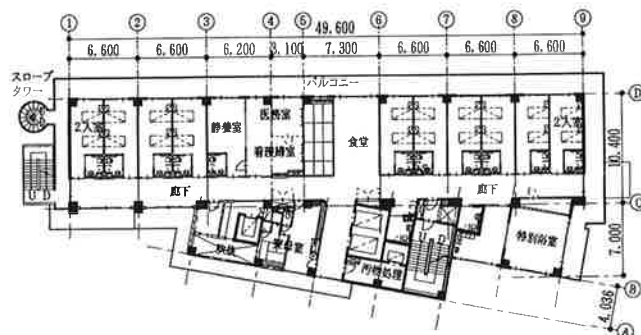 ① ② ③ ④ ⑤ ⑥ ⑦ ⑧ ⑨
49.600
6.600 6.600 6.200 3.100 7.300 6.600 6.600 6.600
スロープ
タワー
バルコニー
D
2人室
静養室
医務室
看護婦室
食堂
2人室
10.400
U D
廊下
廊下
C
7.000
寮母室
汚物処理
特別浴室
B
4.036
A